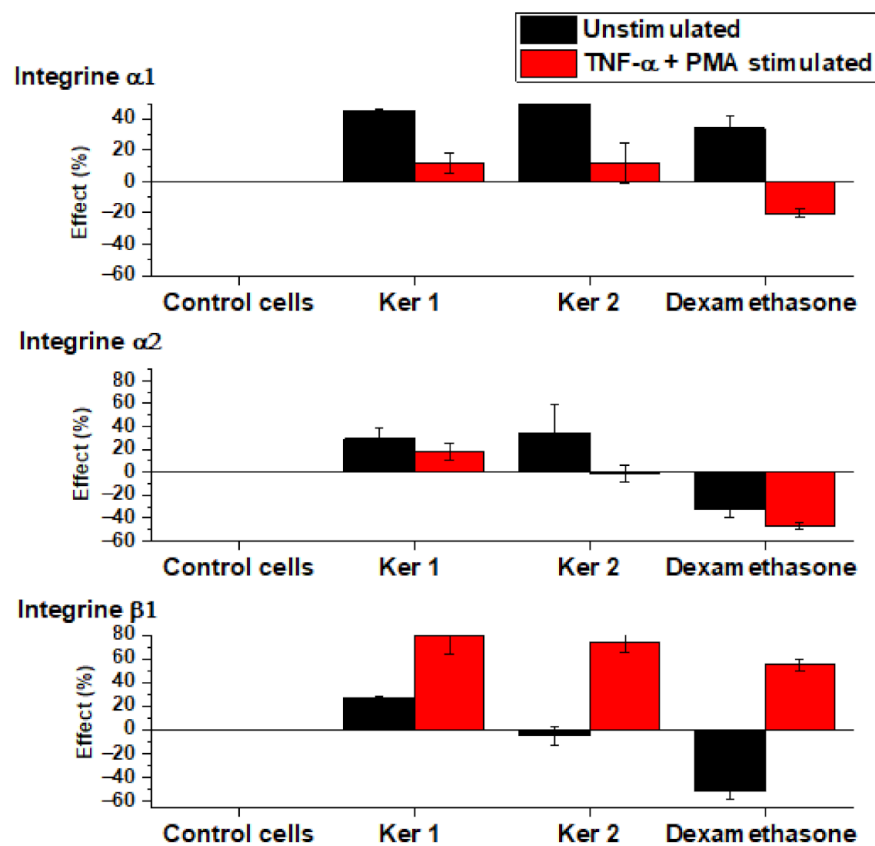 Unstimulated
TNF-α + PMA stimulated
Integrine α1
Effect (%)
40
20
0
−20
−40
−60
Control cells Ker 1 Ker 2 Dexamethasone
Integrine α2
Effect (%)
80
60
40
20
0
−20
−40
−60
Control cells Ker 1 Ker 2 Dexamethasone
Integrine β1
Effect (%)
80
60
40
20
0
−20
−40
−60
Control cells Ker 1 Ker 2 Dexamethasone